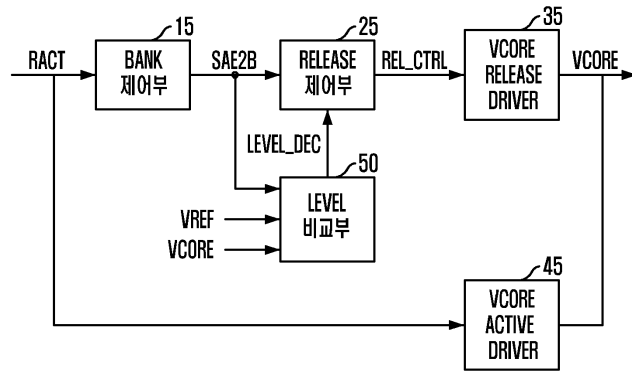 15
25
35
RACT
BANK
제어부
SAE2B
RELEASE
제어부
REL_CTRL
VCORE
RELEASE
DRIVER
VCORE
LEVEL_DEC
50
LEVEL
비교부
VREF
VCORE
45
VCORE
ACTIVE
DRIVER